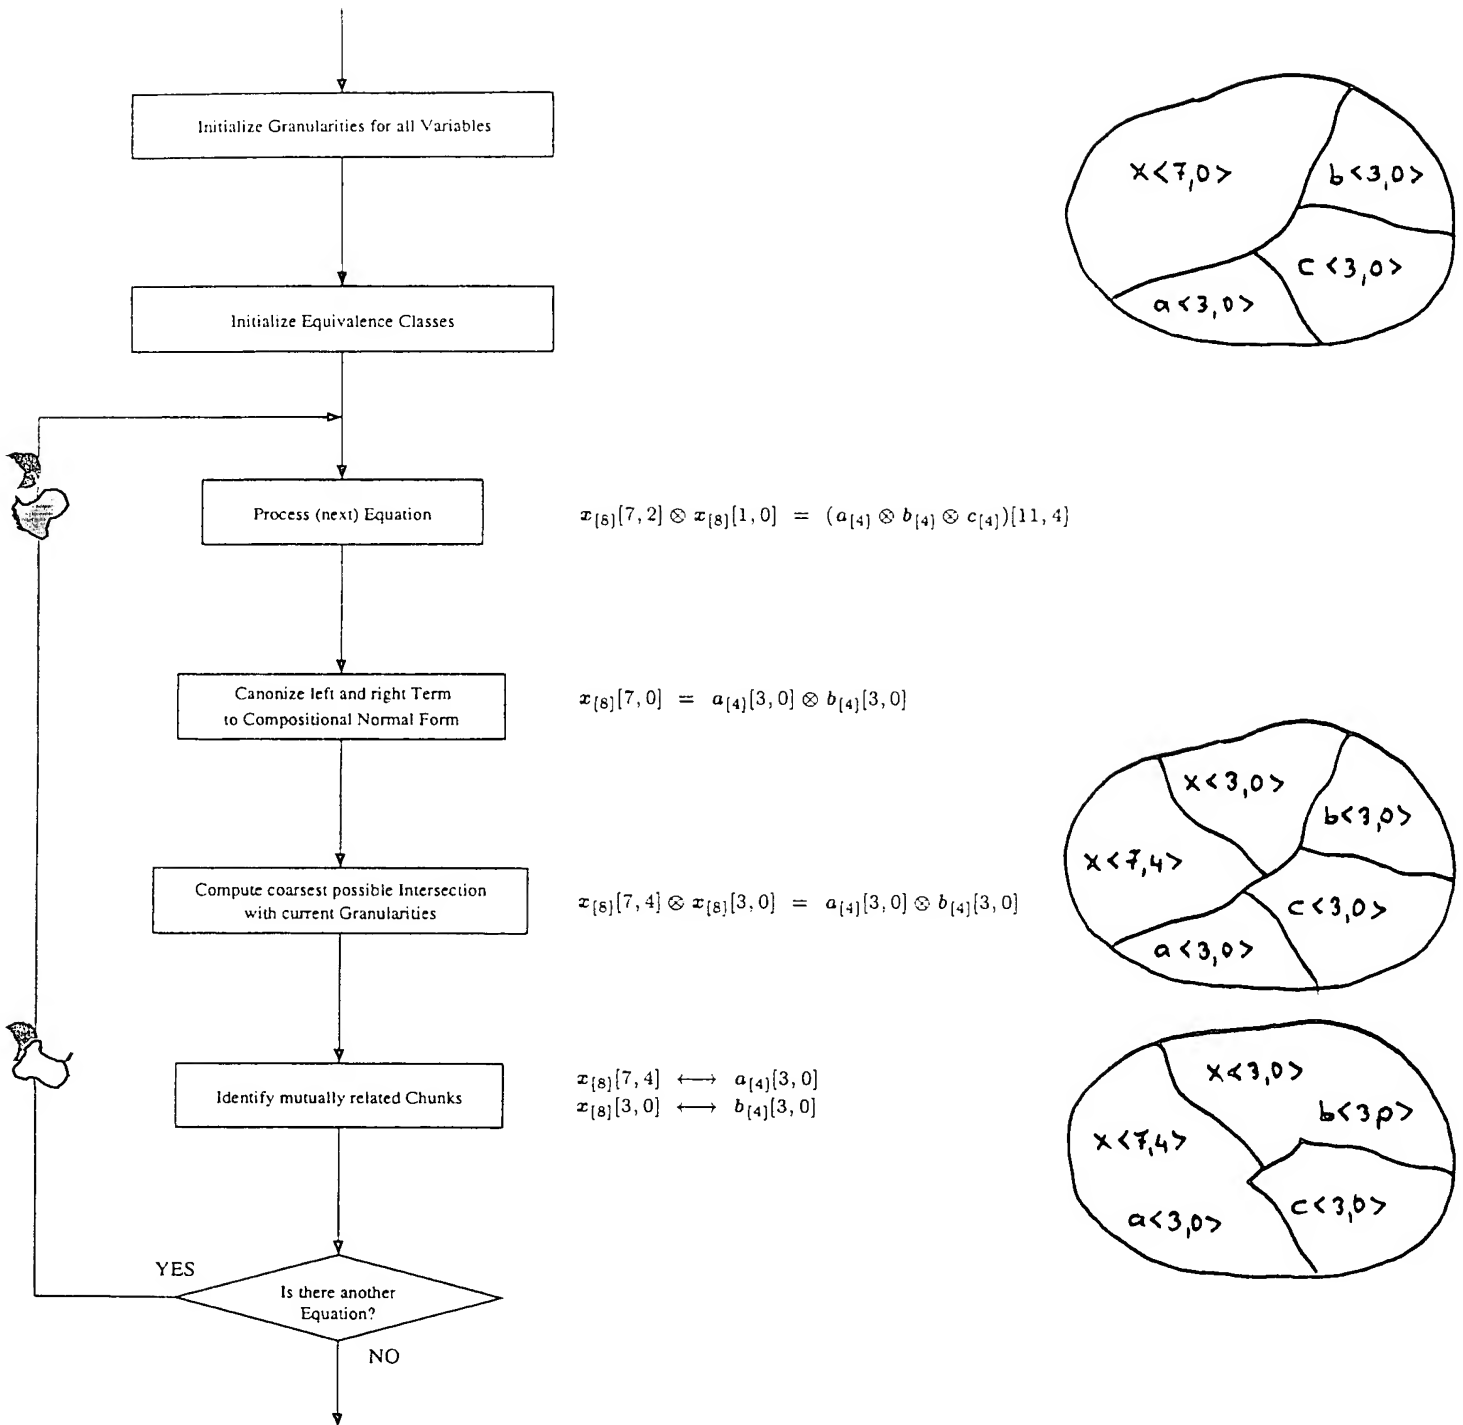 Initialize Granularities for all Variables
x<7,0>
b<3,0>
c<3,0>
a<3,0>
Initialize Equivalence Classes
Process (next) Equation
x[8][7,2] ⊗ x[8][1,0] = (a[4] ⊗ b[4] ⊗ c[4])[11,4]
Canonize left and right Term
to Compositional Normal Form
x[8][7,0] = a[4][3,0] ⊗ b[4][3,0]
x<3,0>
b<3,0>
x<7,4>
c<3,0>
a<3,0>
Compute coarsest possible Intersection
with current Granularities
x[8][7,4] ⊗ x[8][3,0] = a[4][3,0] ⊗ b[4][3,0]
Identify mutually related Chunks
x[8][7,4] ⟷ a[4][3,0]
x[8][3,0] ⟷ b[4][3,0]
x<3,0>
b<3,0>
x<7,4>
c<3,0>
a<3,0>
YES
Is there another
Equation?
NO